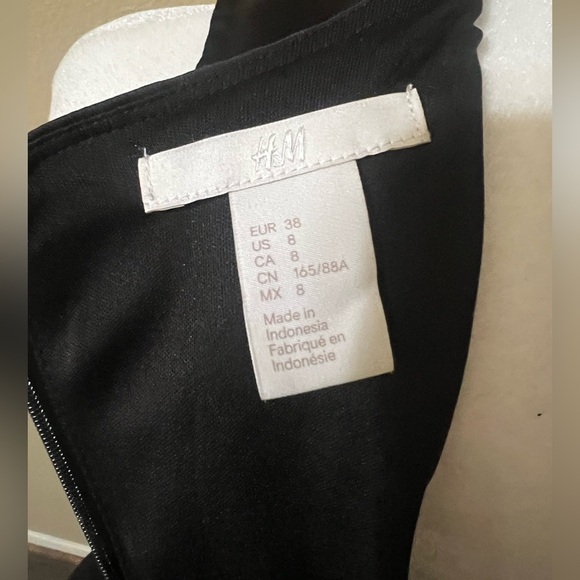 H&M
EUR 38
US 8
CA 8
CN 165/88A
MX 8
Made in
Indonesia
Fabriqué en
Indonésie